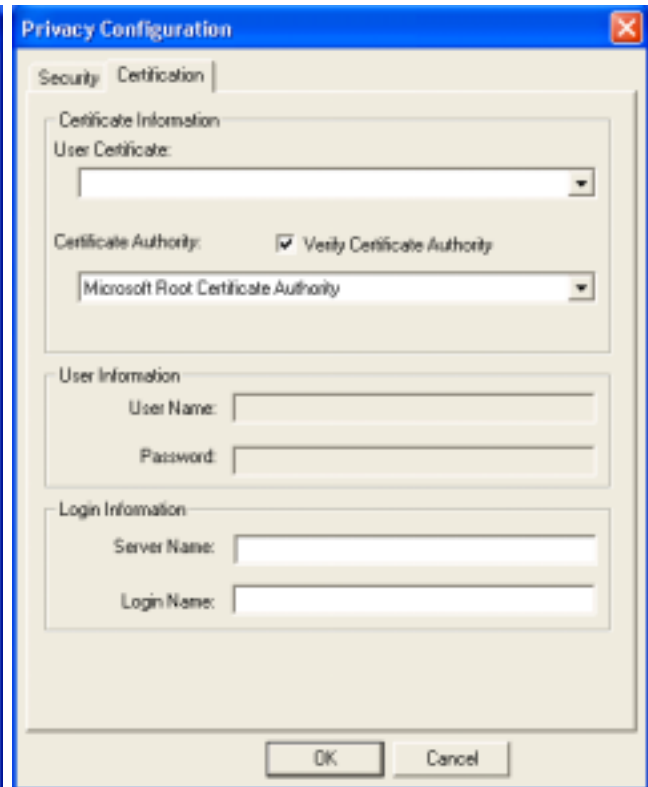 Privacy Configuration
Security Certification
Certificate Information
User Certificate:
Certificate Authority: Verify Certificate Authority
Microsoft Root Certificate Authority
User Information
User Name:
Password:
Login Information
Server Name:
Login Name:
OK Cancel